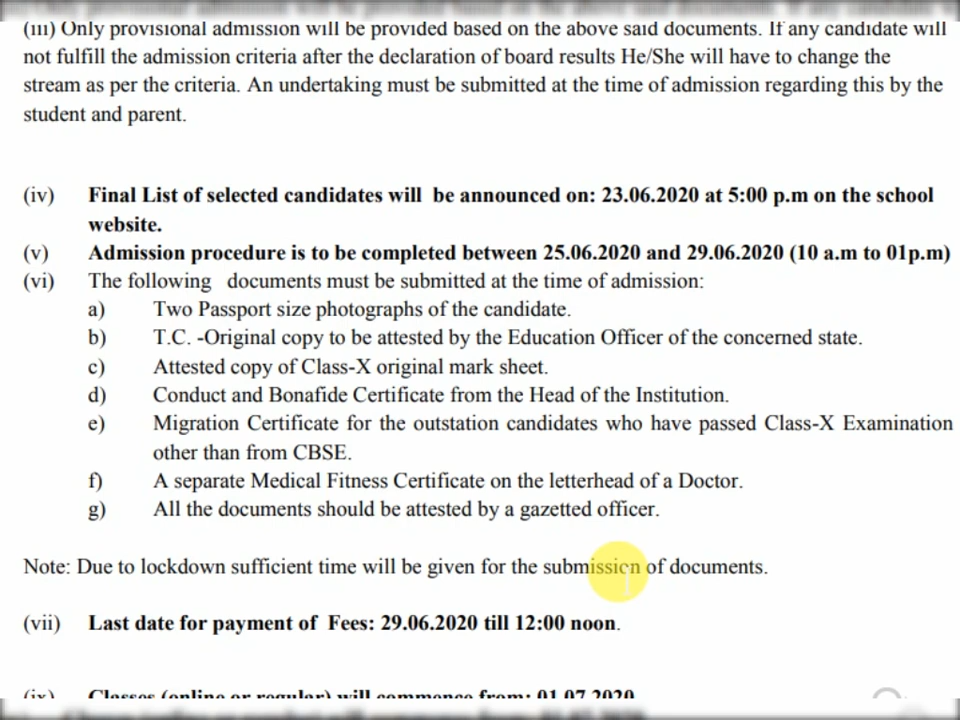 (iii) Only provisional admission will be provided based on the above said documents. If any candidate will
not fulfill the admission criteria after the declaration of board results He/She will have to change the
stream as per the criteria. An undertaking must be submitted at the time of admission regarding this by the
student and parent.
(iv) Final List of selected candidates will be announced on: 23.06.2020 at 5:00 p.m on the school
website.
(v) Admission procedure is to be completed between 25.06.2020 and 29.06.2020 (10 a.m to 01p.m)
(vi) The following documents must be submitted at the time of admission:
a) Two Passport size photographs of the candidate.
b) T.C. -Original copy to be attested by the Education Officer of the concerned state.
c) Attested copy of Class-X original mark sheet.
d) Conduct and Bonafide Certificate from the Head of the Institution.
e) Migration Certificate for the outstation candidates who have passed Class-X Examination
other than from CBSE.
f) A separate Medical Fitness Certificate on the letterhead of a Doctor.
g) All the documents should be attested by a gazetted officer.
Note: Due to lockdown sufficient time will be given for the submission of documents.
(vii) Last date for payment of Fees: 29.06.2020 till 12:00 noon.
(ix) Classes (online or regular) will commence from: 01.07.2020